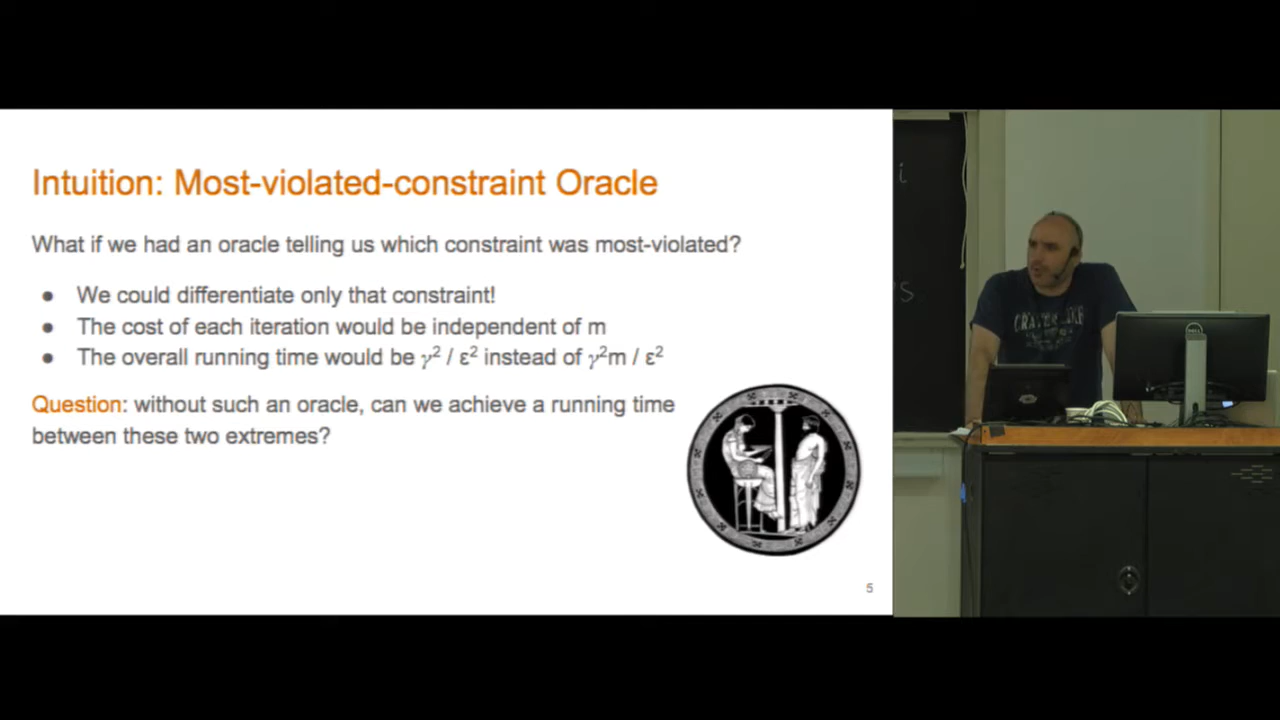 Intuition: Most-violated-constraint Oracle
What if we had an oracle telling us which constraint was most-violated?
● We could differentiate only that constraint!
● The cost of each iteration would be independent of m
● The overall running time would be γ² / ε² instead of γ²m / ε²
Question: without such an oracle, can we achieve a running time
between these two extremes?
5
i
s
DELL